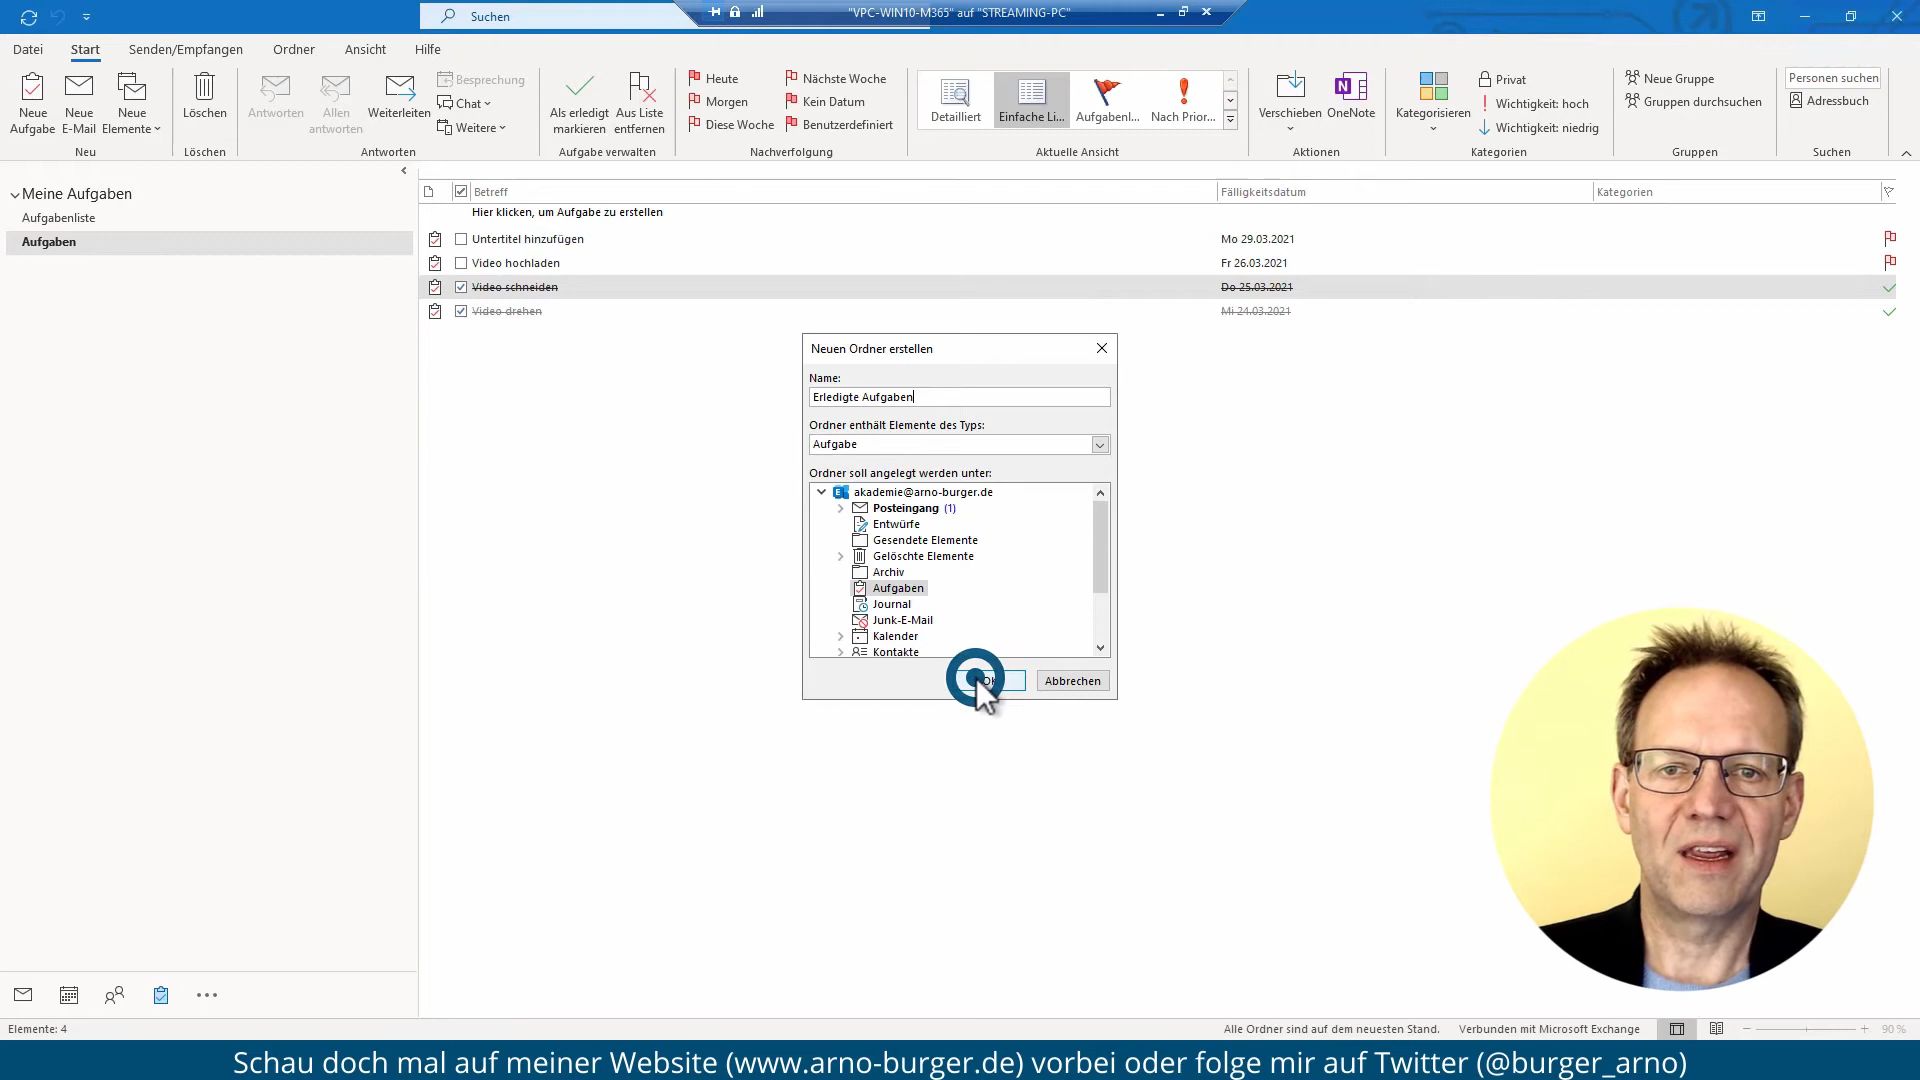 Suchen
"VPC-WIN10-M365" auf "STREAMING-PC"
Datei Start Senden/Empfangen Ordner Ansicht Hilfe
Neue Aufgabe
Neue E-Mail
Neue Elemente
Neu
Löschen
Löschen
Antworten
Allen antworten
Weiterleiten
Besprechung
Chat
Weitere
Antworten
Als erledigt markieren
Aus Liste entfernen
Aufgabe verwalten
Heute
Morgen
Diese Woche
Nächste Woche
Kein Datum
Benutzerdefiniert
Nachverfolgung
Detailliert
Einfache Li...
Aufgabenl...
Nach Prior...
Aktuelle Ansicht
Verschieben
OneNote
Aktionen
Kategorisieren
Privat
Wichtigkeit: hoch
Wichtigkeit: niedrig
Kategorien
Neue Gruppe
Gruppen durchsuchen
Gruppen
Personen suchen
Adressbuch
Suchen
Meine Aufgaben
Aufgabenliste
Aufgaben
Betreff Fälligkeitsdatum Kategorien
Hier klicken, um Aufgabe zu erstellen
Untertitel hinzufügen Mo 29.03.2021
Video hochladen Fr 26.03.2021
Video schneiden Do 25.03.2021
Video drehen Mi 24.03.2021
Neuen Ordner erstellen
Name:
Erledigte Aufgaben
Ordner enthält Elemente des Typs:
Aufgabe
Ordner soll angelegt werden unter:
akademie@arno-burger.de
Posteingang (1)
Entwürfe
Gesendete Elemente
Gelöschte Elemente
Archiv
Aufgaben
Journal
Junk-E-Mail
Kalender
Kontakte
OK Abbrechen
Elemente: 4
Alle Ordner sind auf dem neuesten Stand. Verbunden mit Microsoft Exchange 90 %
Schau doch mal auf meiner Website (www.arno-burger.de) vorbei oder folge mir auf Twitter (@burger_arno)